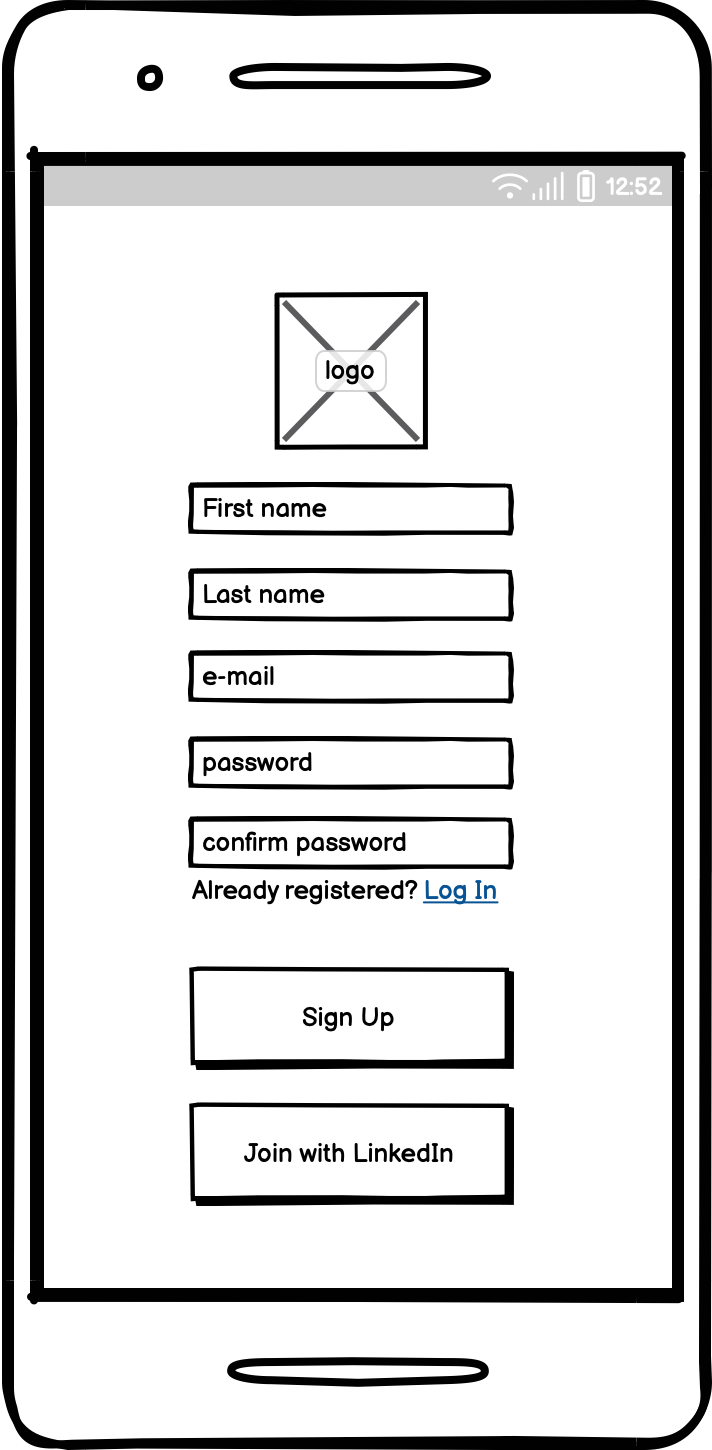 12:52
logo
First name
Last name
e-mail
password
confirm password
Already registered? Log In
Sign Up
Join with LinkedIn